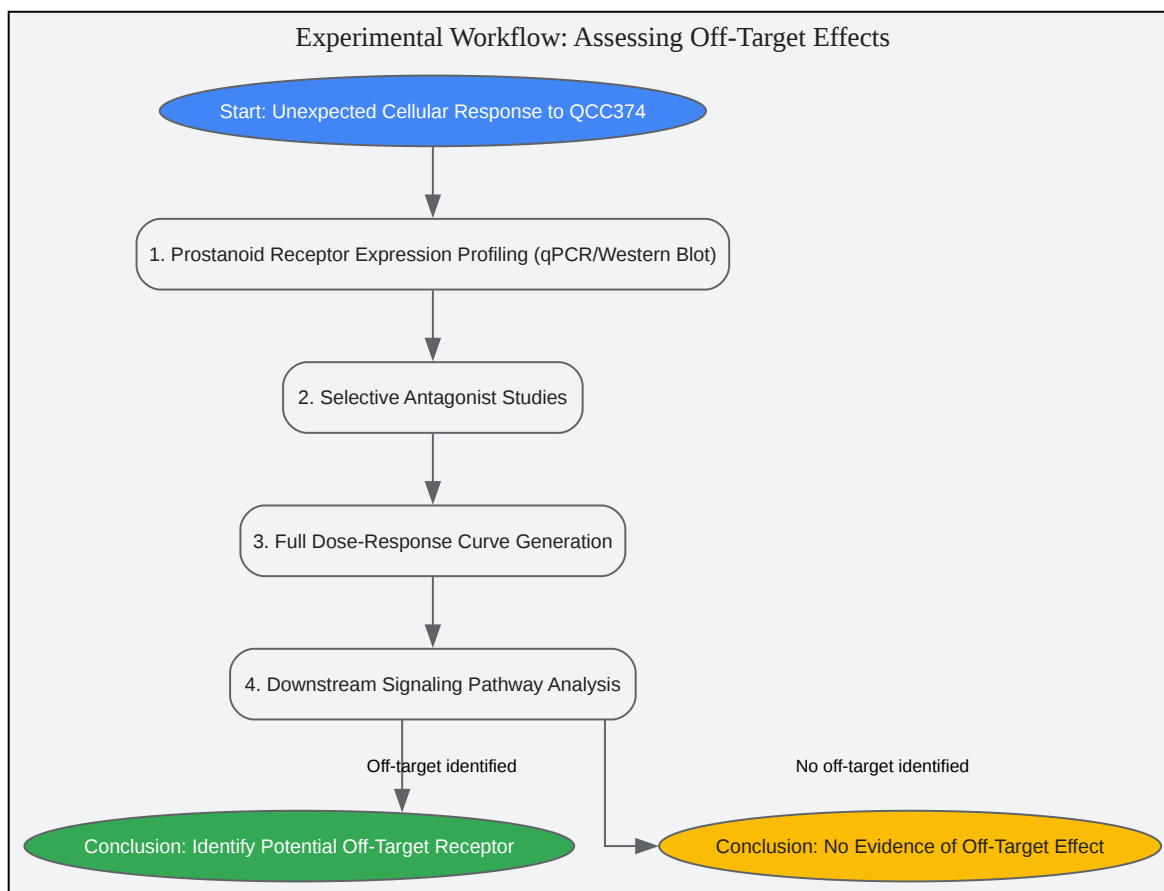 Experimental Workflow: Assessing Off-Target Effects
Start: Unexpected Cellular Response to QCC374
1. Prostanoid Receptor Expression Profiling (qPCR/Western Blot)
2. Selective Antagonist Studies
3. Full Dose-Response Curve Generation
4. Downstream Signaling Pathway Analysis
Off-target identified
No off-target identified
Conclusion: Identify Potential Off-Target Receptor
Conclusion: No Evidence of Off-Target Effect